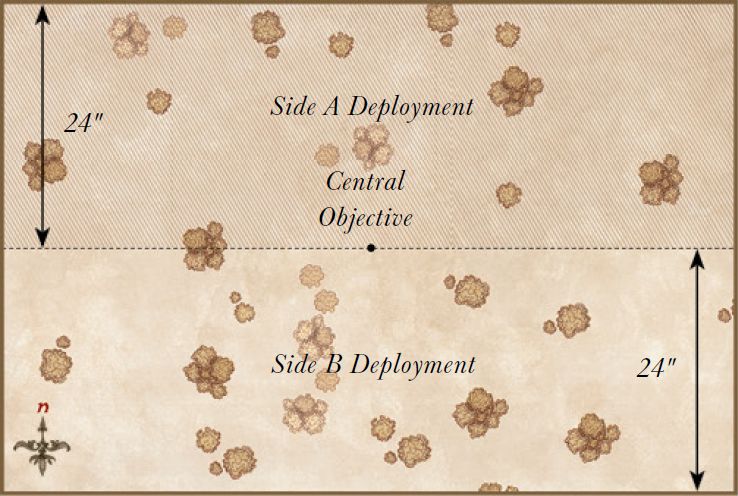 Side A Deployment
24"
Central
Objective
Side B Deployment
24"
n